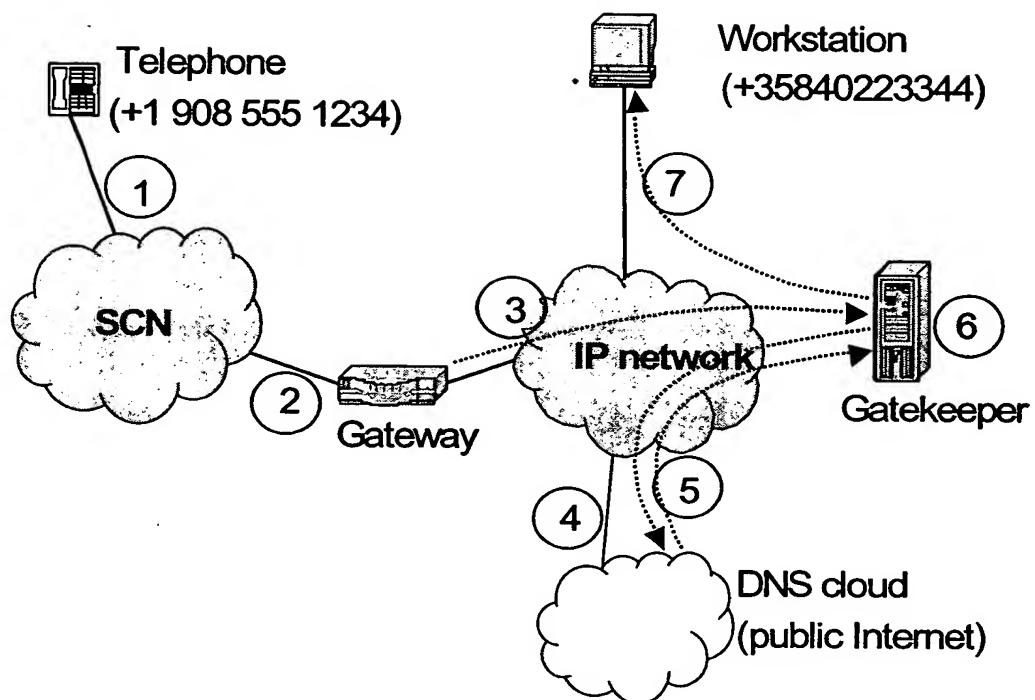 Telephone
(+1 908 555 1234)
Workstation
(+35840223344)
1
7
SCN
3
6
IP network
2
Gateway
Gatekeeper
5
4
DNS cloud
(public Internet)